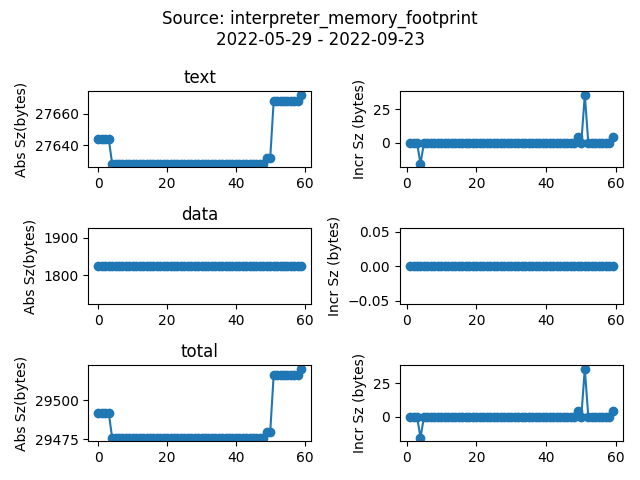 Source: interpreter_memory_footprint
2022-05-29 - 2022-09-23
text
Abs Sz(bytes)
27660
27640
0 20 40 60
Incr Sz (bytes)
25
0
0 20 40 60
data
Abs Sz(bytes)
1900
1800
0 20 40 60
Incr Sz (bytes)
0.05
0.00
−0.05
0 20 40 60
total
Abs Sz(bytes)
29500
29475
0 20 40 60
Incr Sz (bytes)
25
0
0 20 40 60